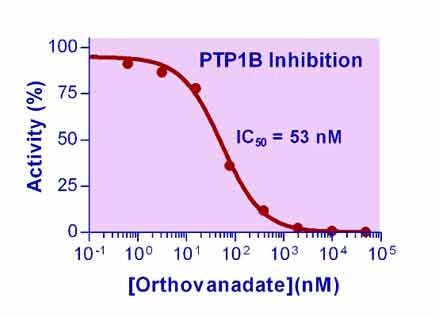 PTP1B Inhibition
IC₅₀ = 53 nM
Activity (%)
100
75
50
25
0
10⁻¹ 10⁰ 10¹ 10² 10³ 10⁴ 10⁵
[Orthovanadate](nM)